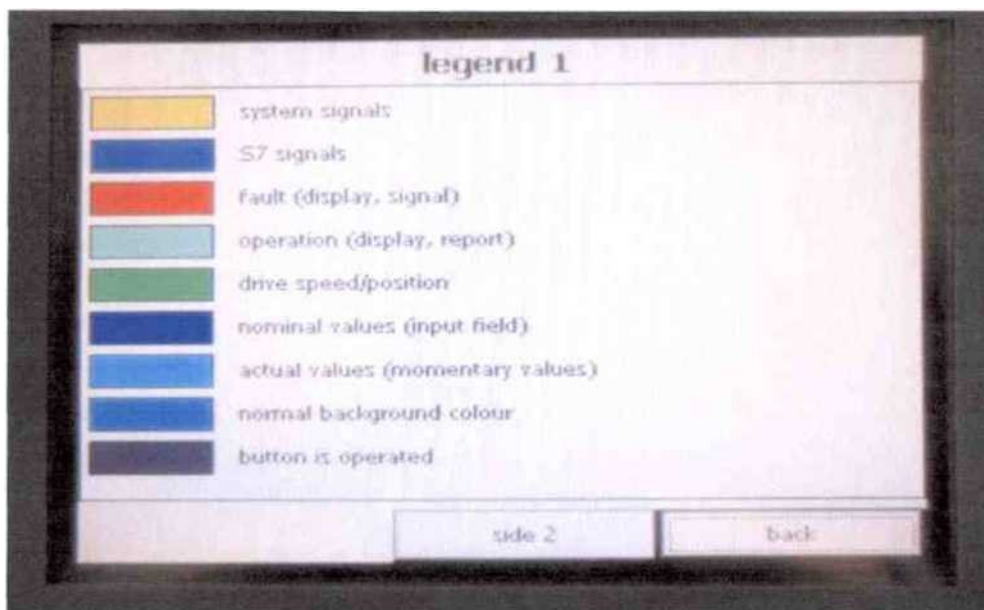 legend 1
system signals
S7 signals
fault (display, signal)
operation (display, report)
drive speed/position
nominal values (input field)
actual values (momentary values)
normal background colour
button is operated
side 2
back